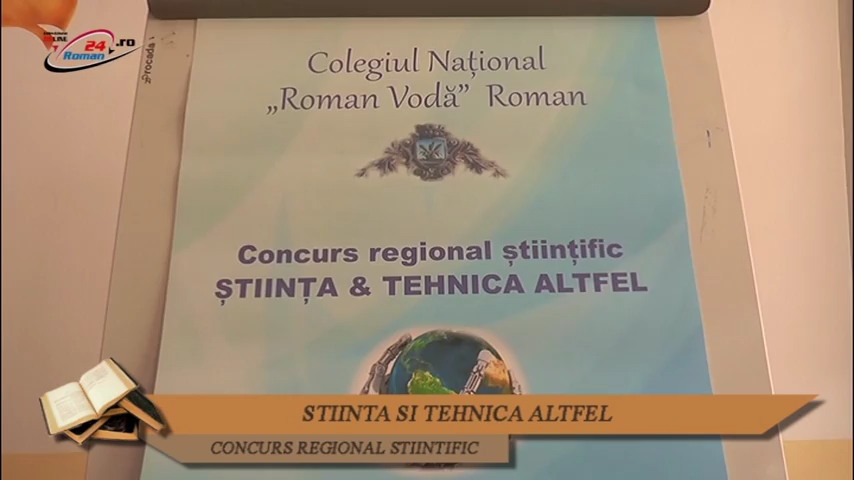 24
.ro
Roman
Procada
Colegiul Național
„Roman Vodă” Roman
Concurs regional științific
ȘTIINȚA & TEHNICA ALTFEL
STIINTA SI TEHNICA ALTFEL
CONCURS REGIONAL STIINTIFIC